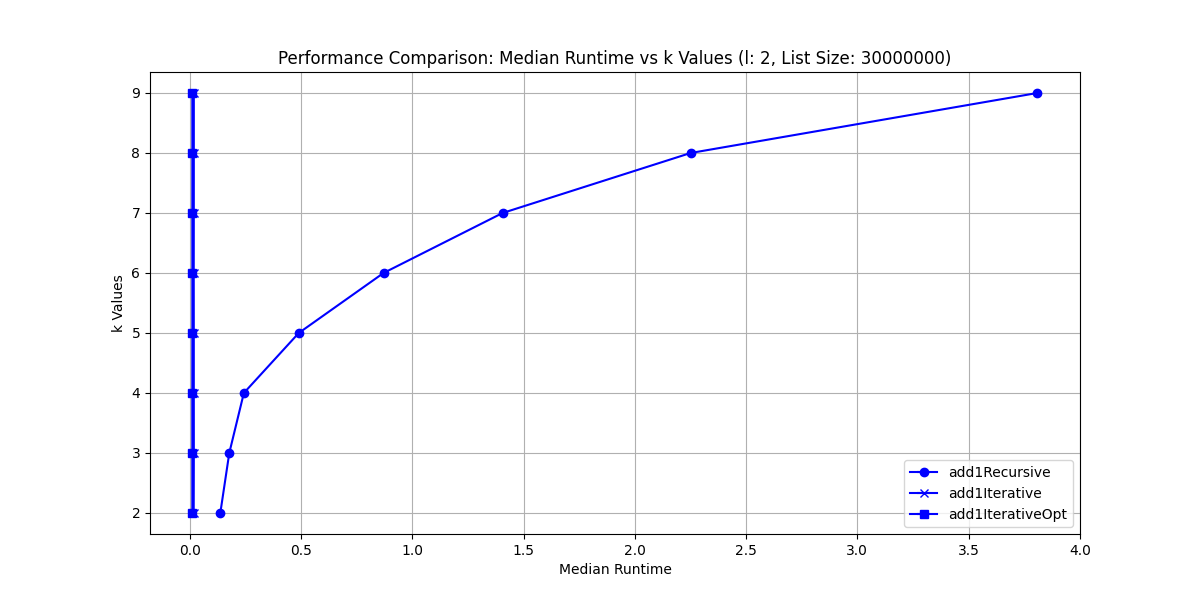 Performance Comparison: Median Runtime vs k Values (l: 2, List Size: 30000000)
k Values
9
8
7
6
5
4
3
2
0.0 0.5 1.0 1.5 2.0 2.5 3.0 3.5 4.0
Median Runtime
add1Recursive
add1Iterative
add1IterativeOpt